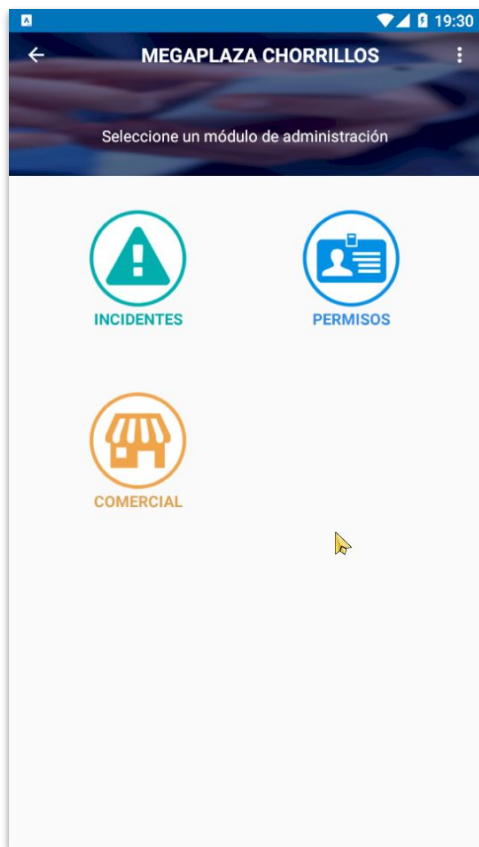 19:30
MEGAPLAZA CHORRILLOS
Seleccione un módulo de administración
INCIDENTES
PERMISOS
COMERCIAL